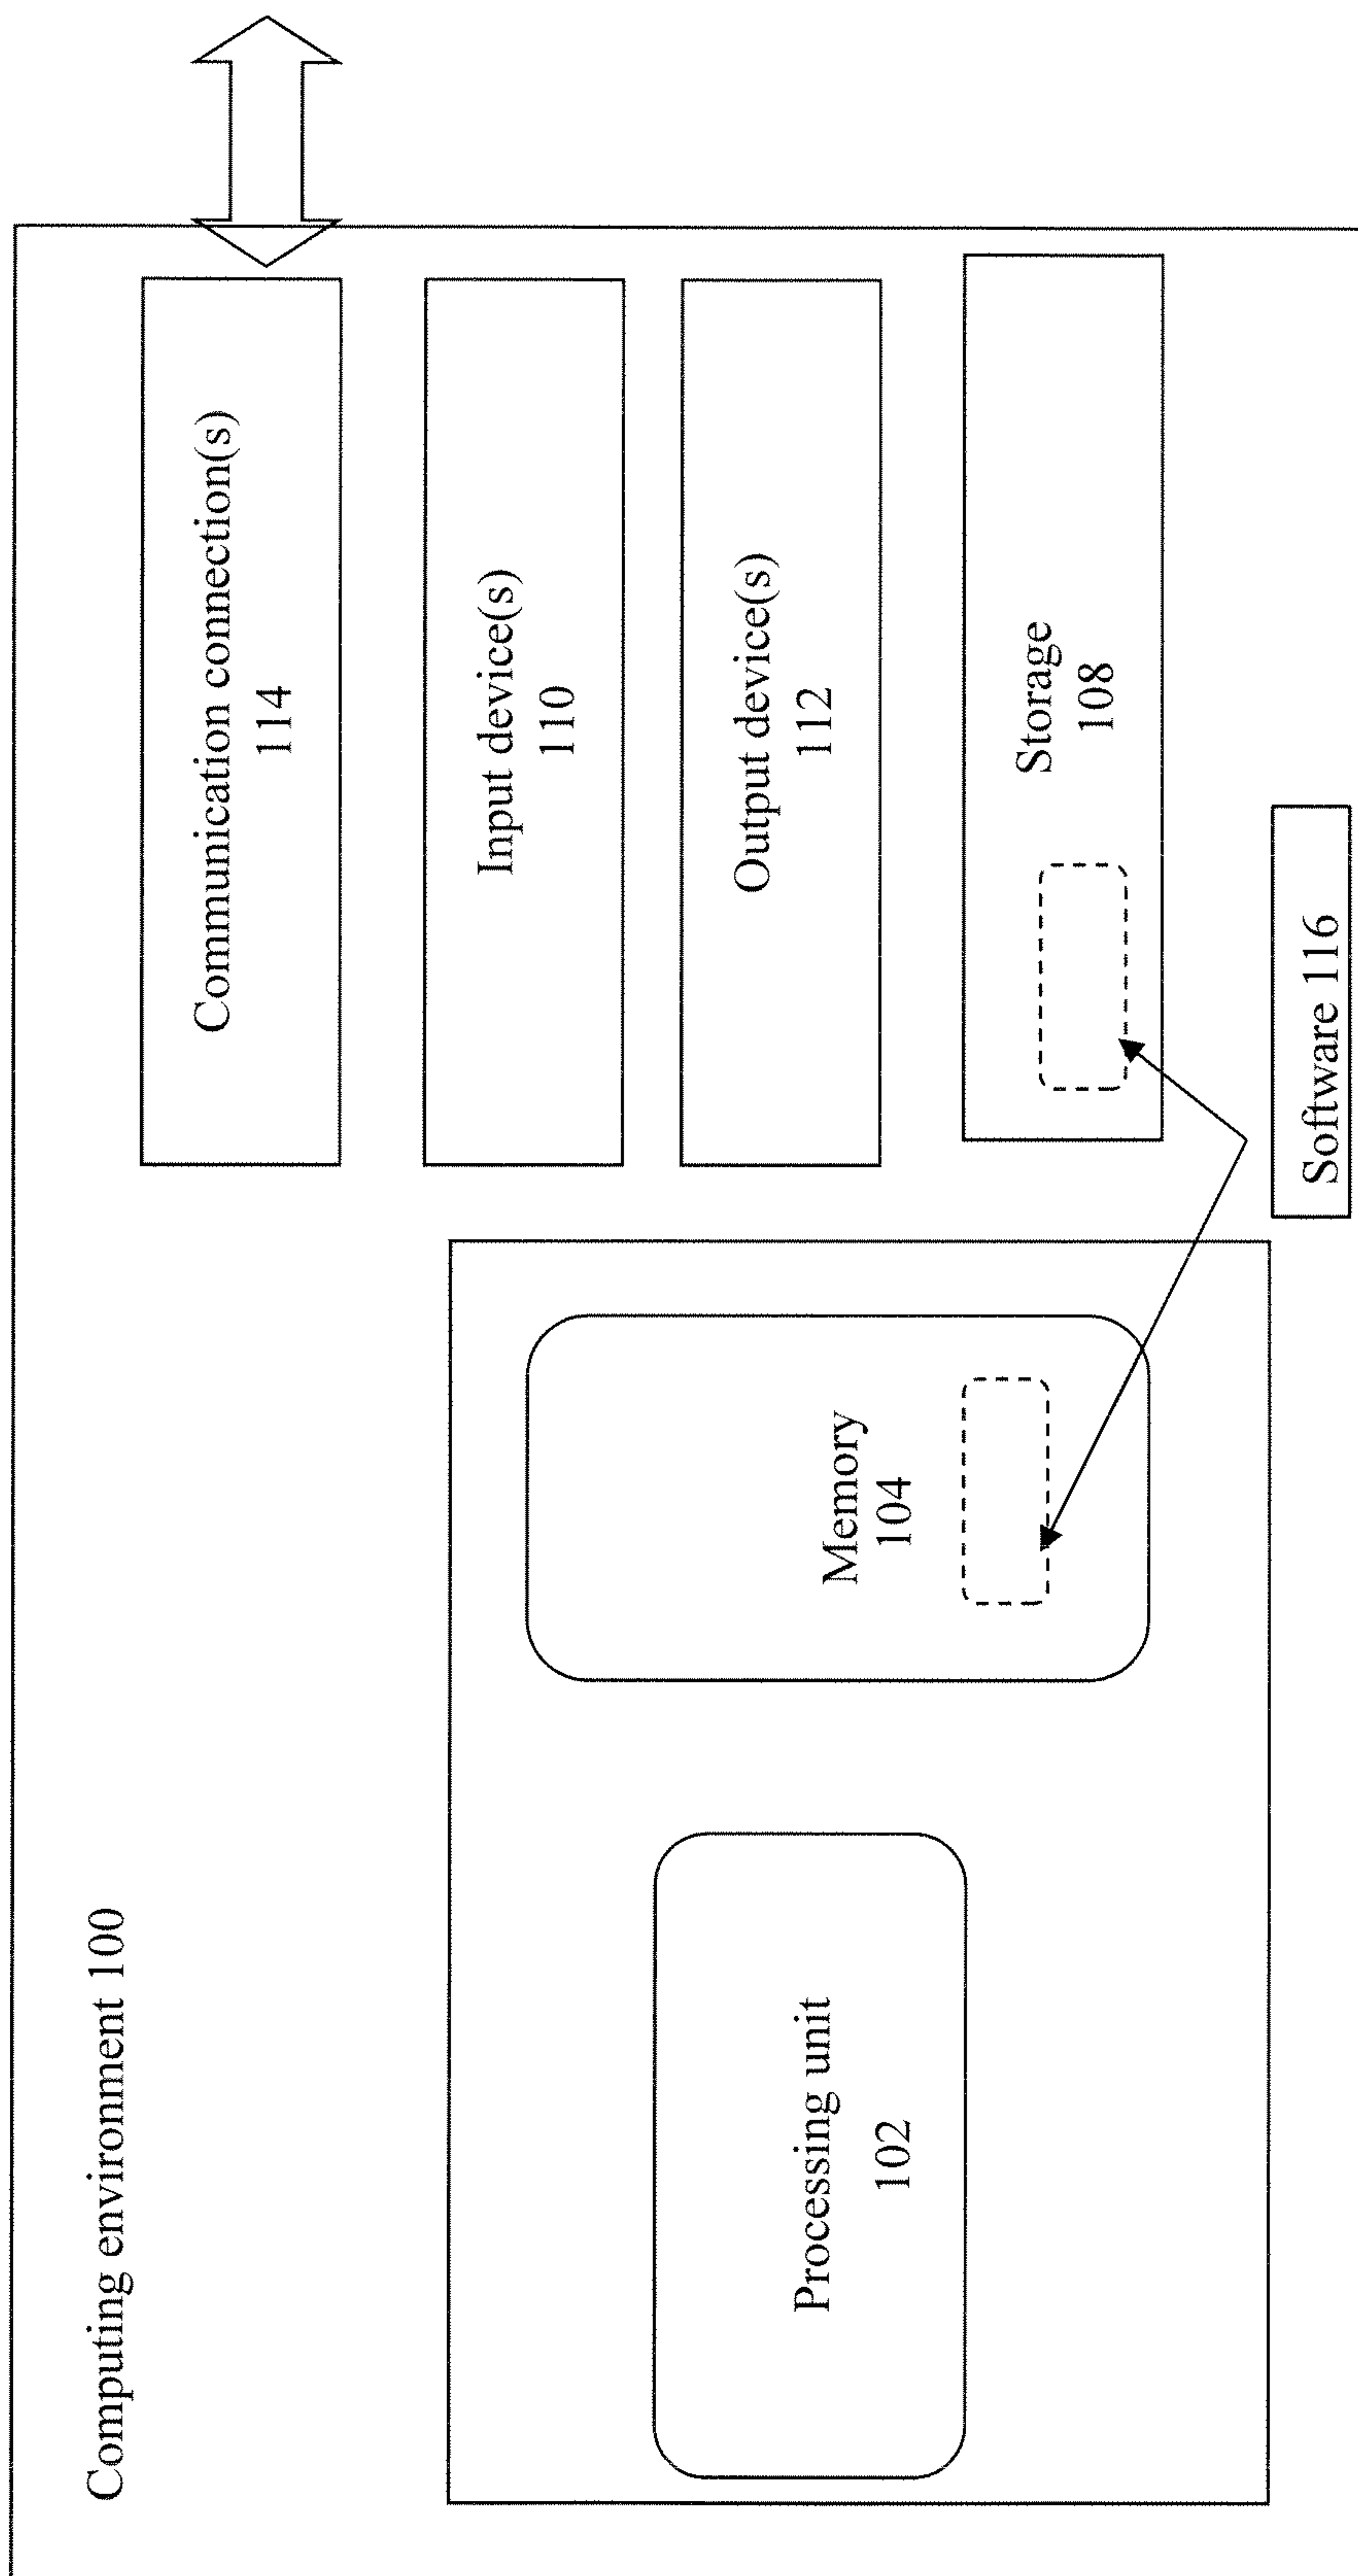 Computing environment 100
Communication connection(s)
114
Input device(s)
110
Processing unit
102
Memory
104
Output device(s)
112
Storage
108
Software 116